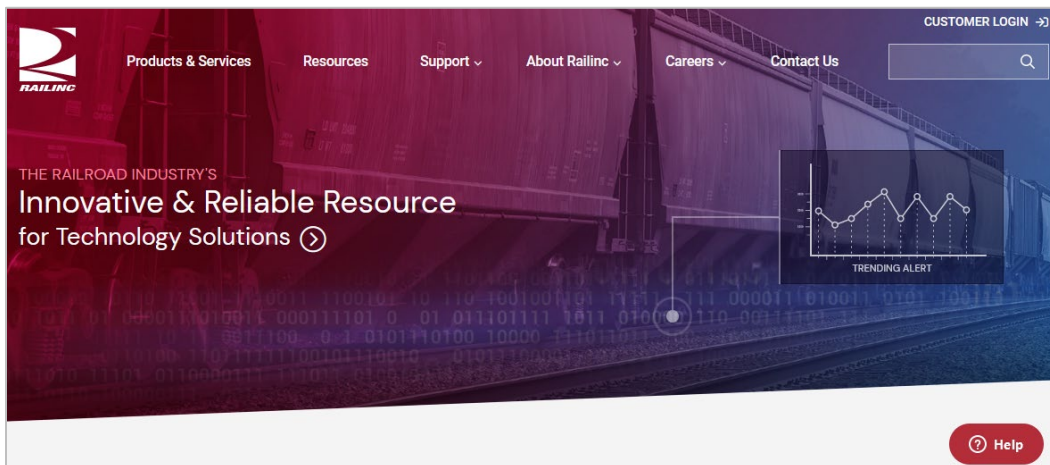 CUSTOMER LOGIN
RAILINC
Products & Services
Resources
Support
About Railinc
Careers
Contact Us
THE RAILROAD INDUSTRY'S
Innovative & Reliable Resource
for Technology Solutions
TRENDING ALERT
Help